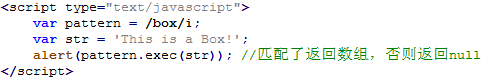 <script type="text/javascript">
var pattern = /box/i;
var str = 'This is a Box!';
alert(pattern.exec(str)); //匹配了返回数组，否则返回null
</script>